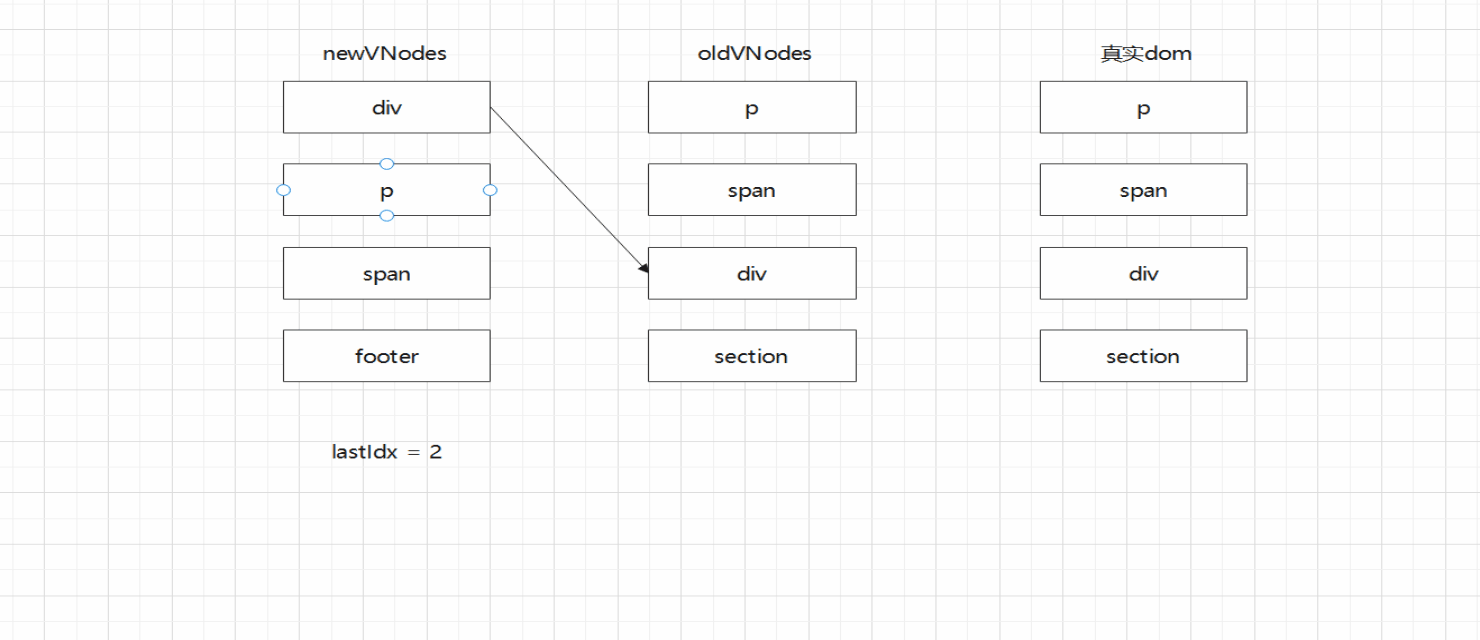 newVNodes
oldVNodes
真实dom
div
p
p
p
span
span
span
div
div
footer
section
section
lastIdx = 2